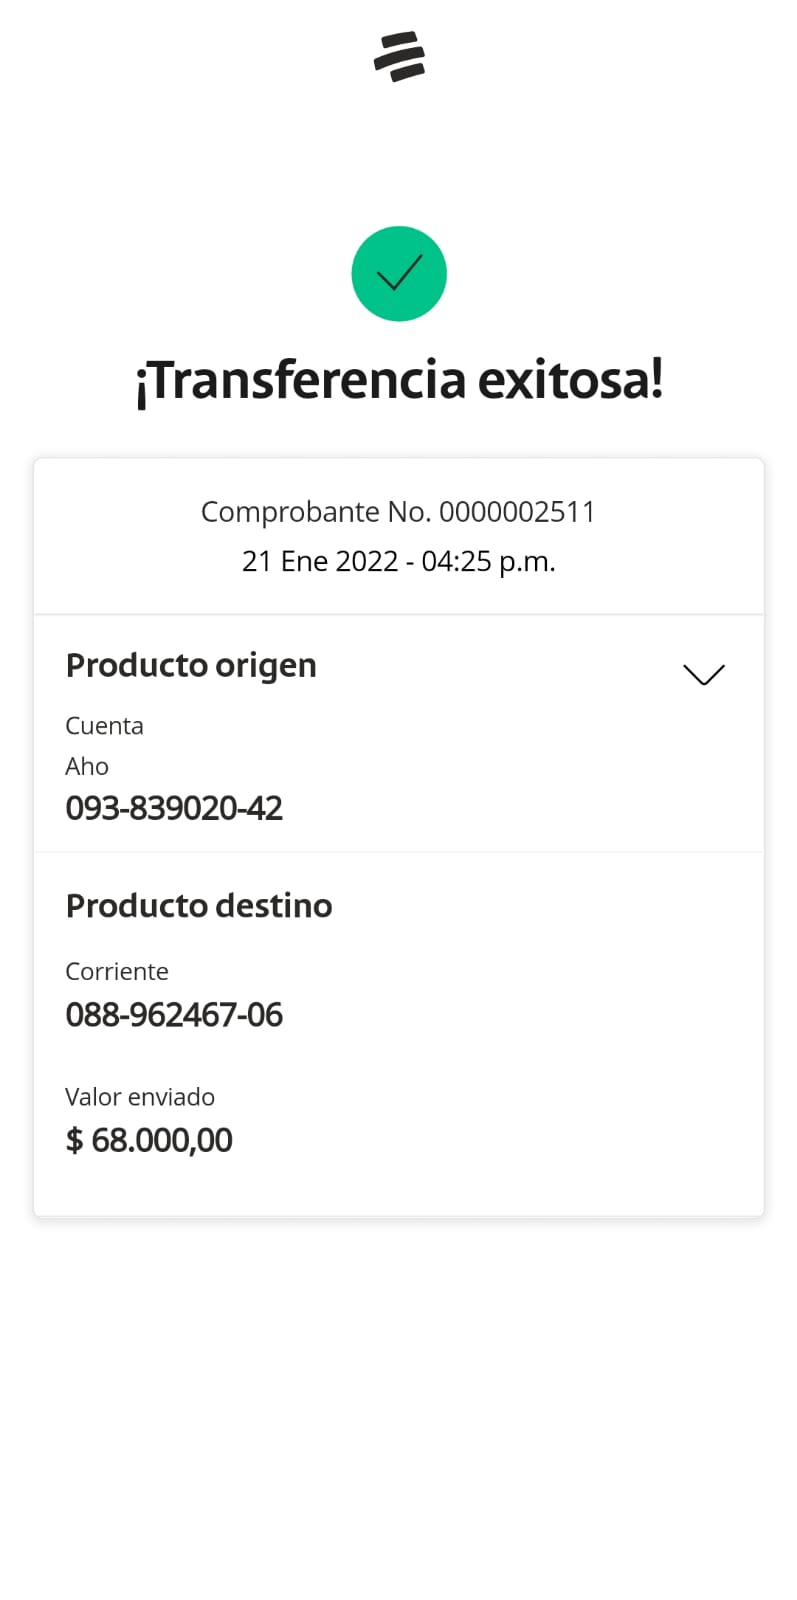 ¡Transferencia exitosa!
Comprobante No. 0000002511
21 Ene 2022 - 04:25 p.m.
Producto origen
Cuenta
Aho
093-839020-42
Producto destino
Corriente
088-962467-06
Valor enviado
$ 68.000,00